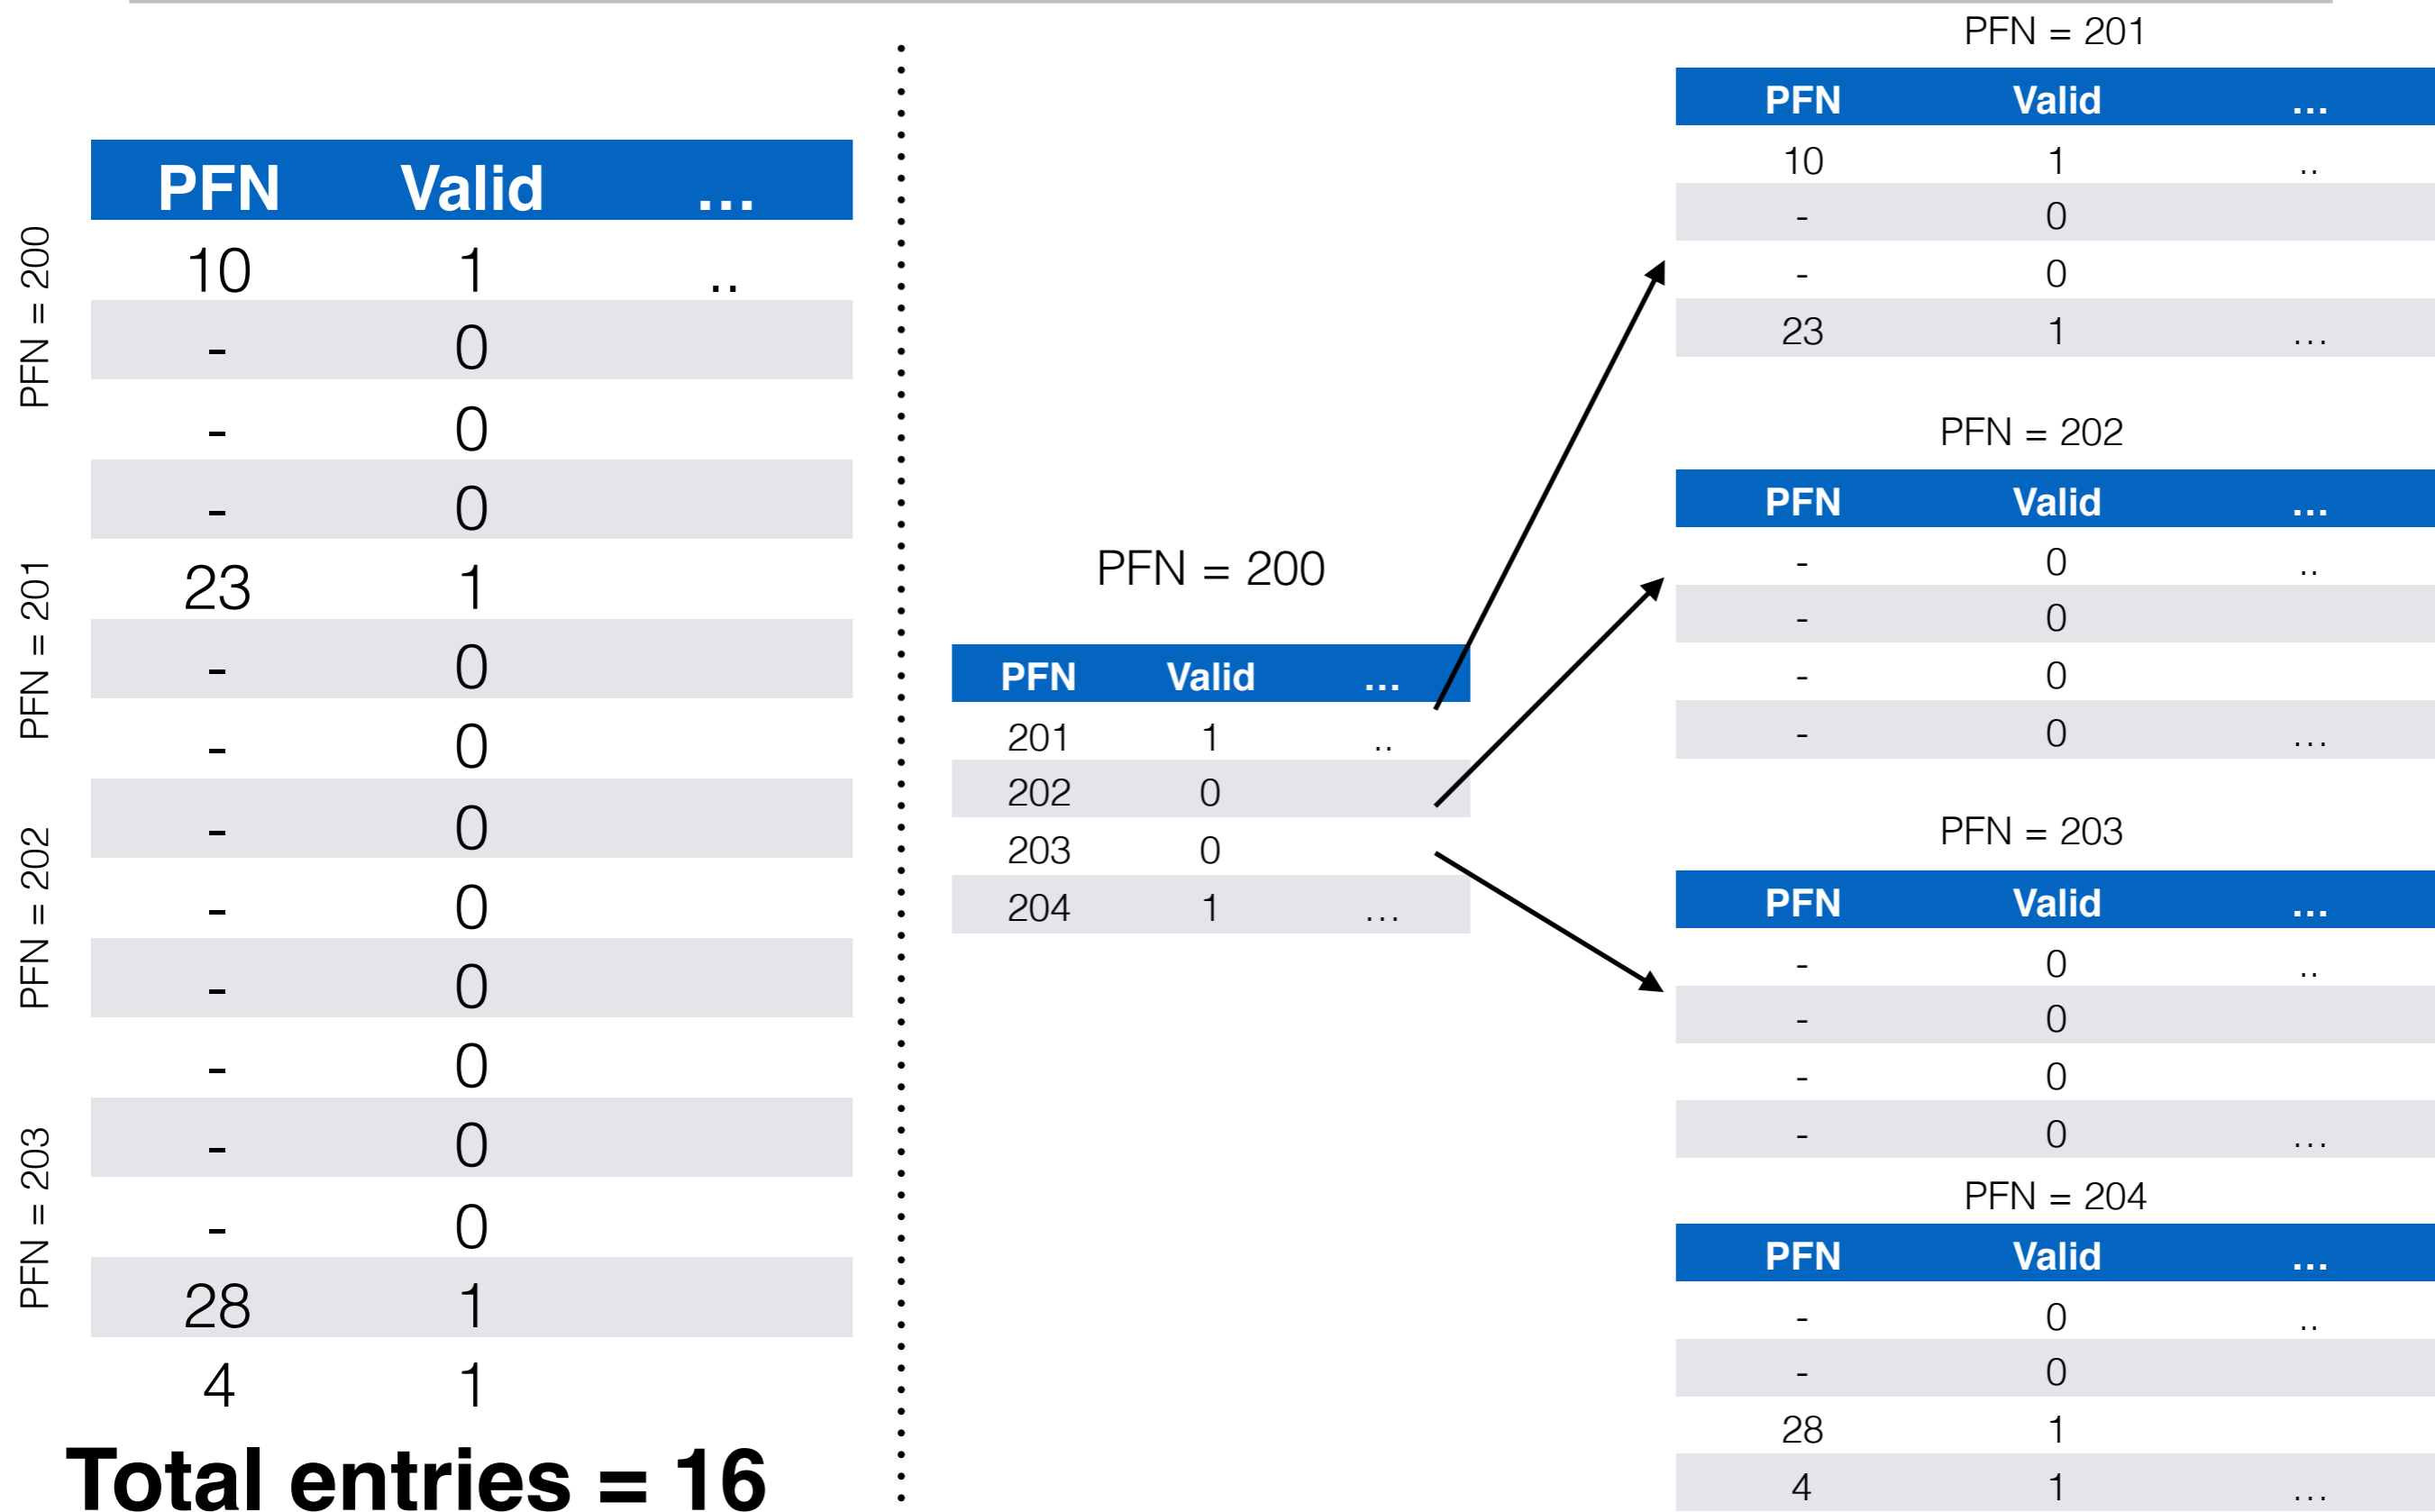 PFN Valid ...
PFN = 200
10 1 ..
- 0
- 0
- 0
PFN = 201
23 1
- 0
- 0
- 0
PFN = 202
- 0
- 0
- 0
- 0
PFN = 203
- 0
28 1
4 1
Total entries = 16
PFN = 200
PFN Valid ...
201 1 ..
202 0
203 0
204 1 ...
PFN = 201
PFN Valid ...
10 1 ..
- 0
- 0
23 1 ...
PFN = 202
PFN Valid ...
- 0 ..
- 0
- 0
- 0 ...
PFN = 203
PFN Valid ...
- 0 ..
- 0
- 0
- 0 ...
PFN = 204
PFN Valid ...
- 0 ..
- 0
28 1
4 1 ...